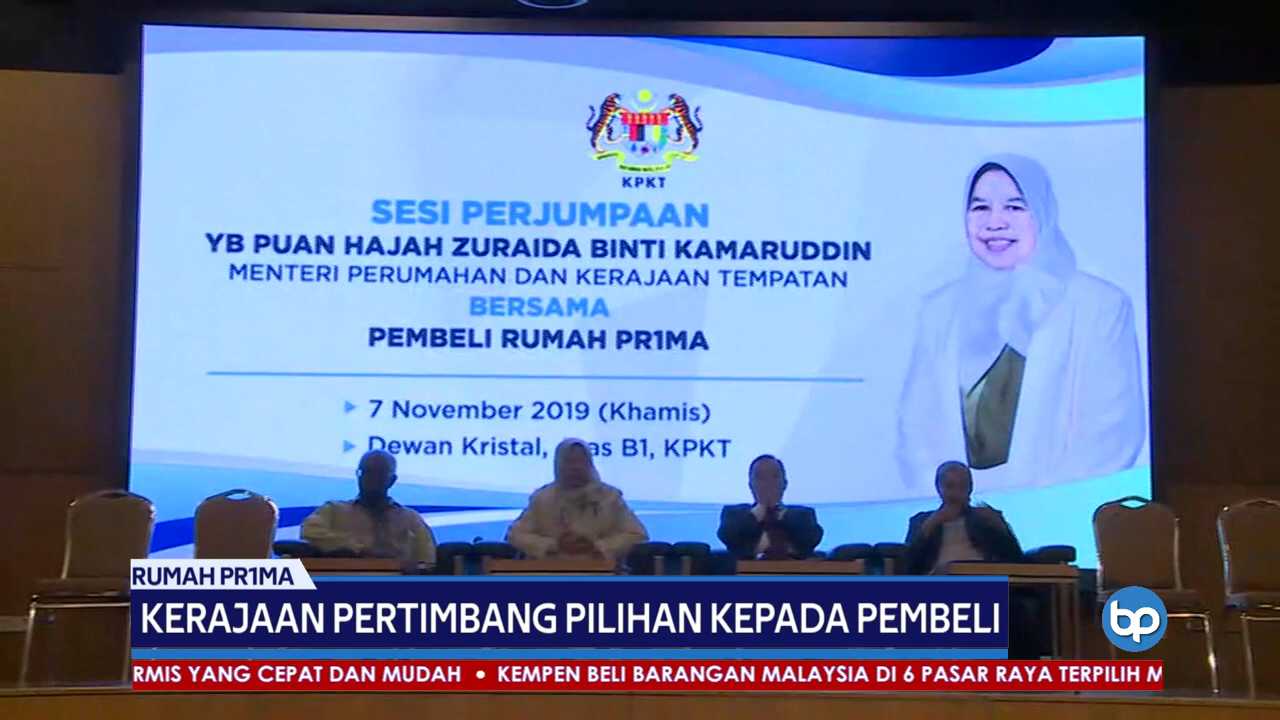 KPKT
SESI PERJUMPAAN
YB PUAN HAJAH ZURAIDA BINTI KAMARUDDIN
MENTERI PERUMAHAN DAN KERAJAAN TEMPATAN
BERSAMA
PEMBELI RUMAH PR1MA
7 November 2019 (Khamis)
Dewan Kristal, B1, KPKT
RUMAH PR1MA
KERAJAAN PERTIMBANG PILIHAN KEPADA PEMBELI
bp
RMIS YANG CEPAT DAN MUDAH • KEMPEN BELI BARANGAN MALAYSIA DI 6 PASAR RAYA TERPILIH M